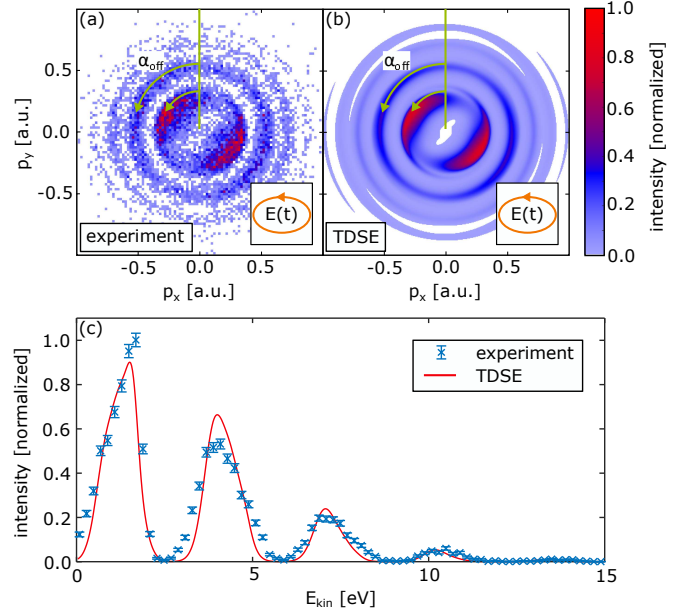 (a)
α_off
p_y [a.u.]
0.5
0.0
-0.5
experiment
E(t)
-0.5
0.0
0.5
p_x [a.u.]
(b)
α_off
TDSE
E(t)
-0.5
0.0
0.5
p_x [a.u.]
1.0
0.8
0.6
0.4
0.2
0.0
intensity [normalized]
(c)
intensity [normalized]
1.0
0.8
0.6
0.4
0.2
0.0
experiment
TDSE
0
5
10
15
E_kin [eV]